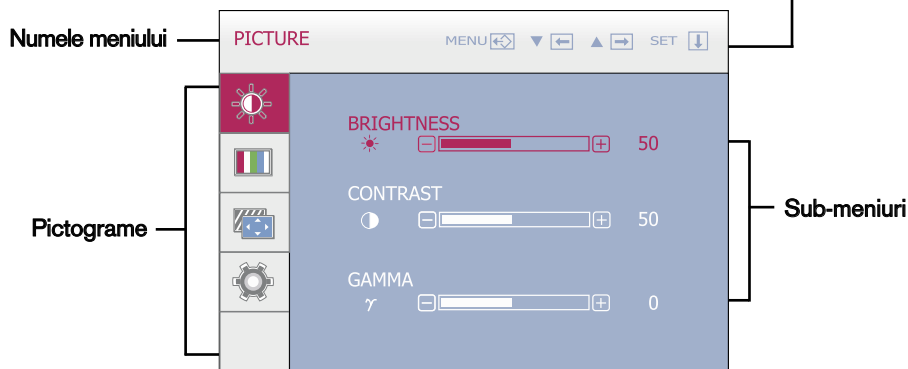 Numele meniului
PICTURE MENU SET
Pictograme
BRIGHTNESS
50
CONTRAST
50
GAMMA
γ 0
Sub-meniuri